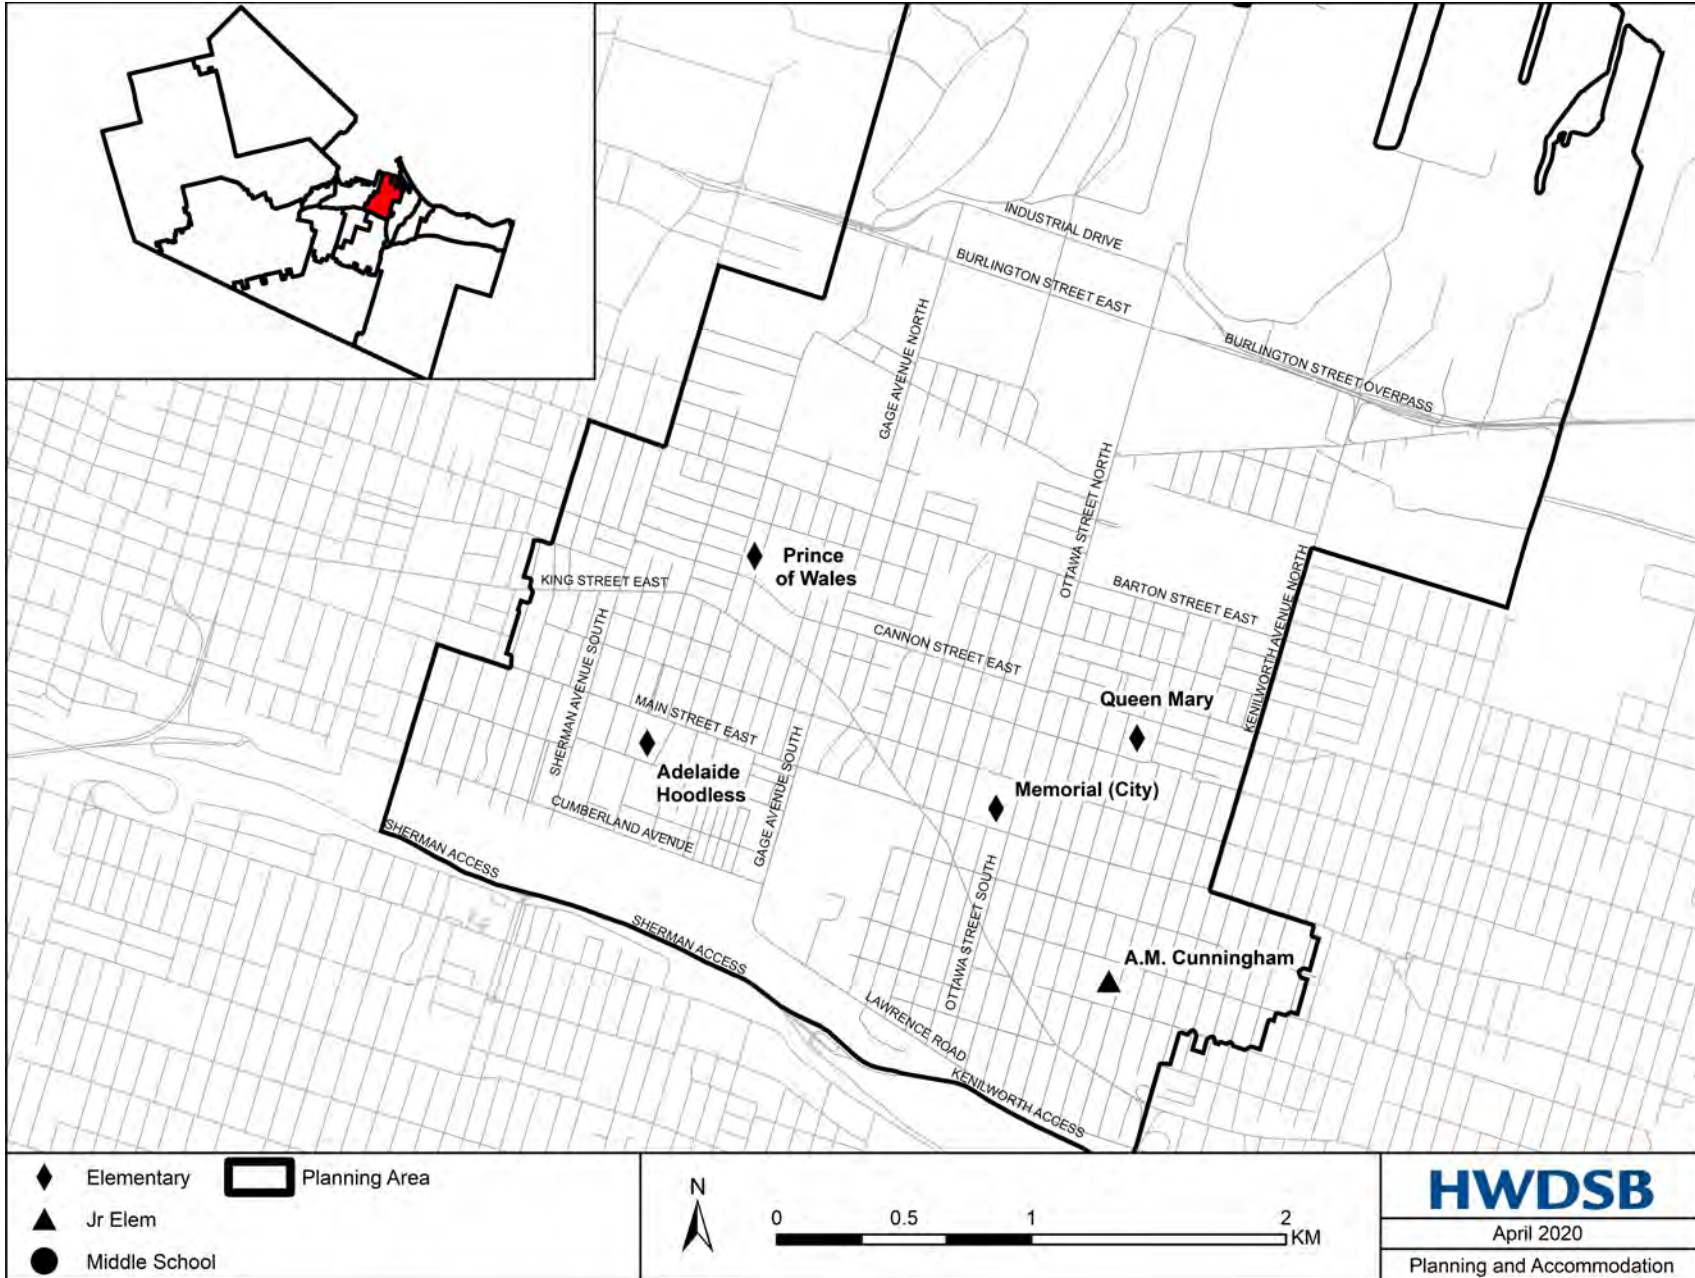 INDUSTRIAL DRIVE
BURLINGTON STREET EAST
BURLINGTON STREET OVERPASS
GAGE AVENUE NORTH
OTTAWA STREET NORTH
KENILWORTH AVENUE NORTH
Prince
of Wales
KING STREET EAST
BARTON STREET EAST
CANNON STREET EAST
SHERMAN AVENUE SOUTH
MAIN STREET EAST
Queen Mary
Adelaide
Hoodless
GAGE AVENUE SOUTH
Memorial (City)
CUMBERLAND AVENUE
SHERMAN ACCESS
SHERMAN ACCESS
OTTAWA STREET SOUTH
A.M. Cunningham
LAWRENCE ROAD
KENILWORTH ACCESS
Elementary
Planning Area
Jr Elem
Middle School
N
0 0.5 1 2
KM
HWDSB
April 2020
Planning and Accommodation